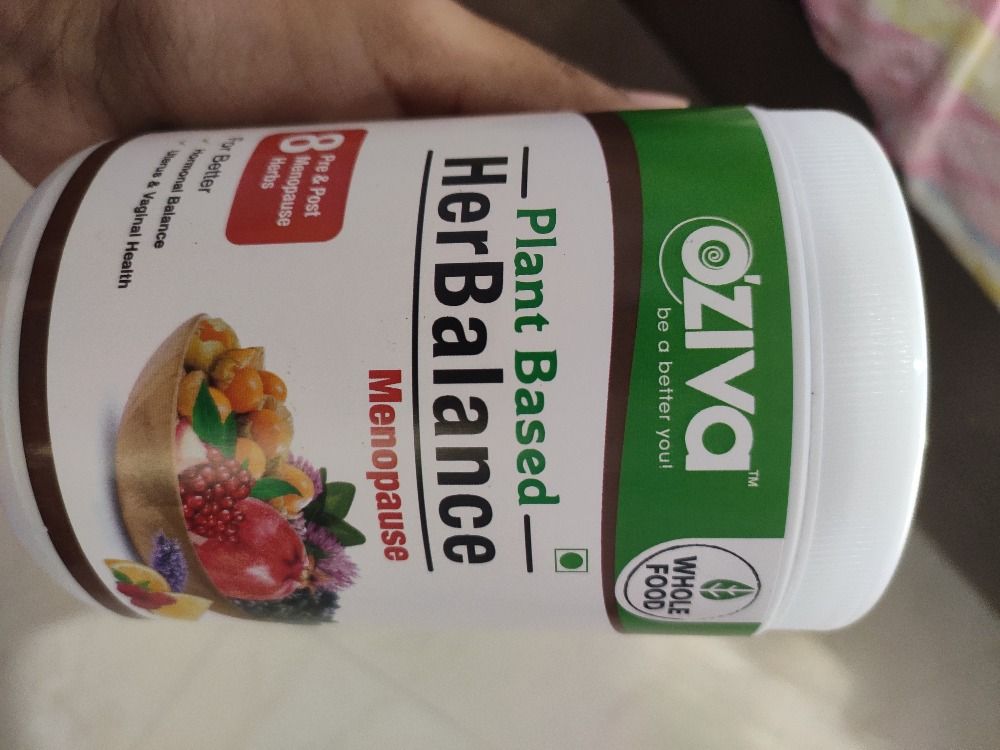 O'ZIVa™
be a better you!
WHOLE
FOOD
Plant Based
HerBalance
Menopause
8
Pre & Post
Menopause
Herbs
For Better
✓ Hormonal Balance
✓ Uterus & Vaginal Health